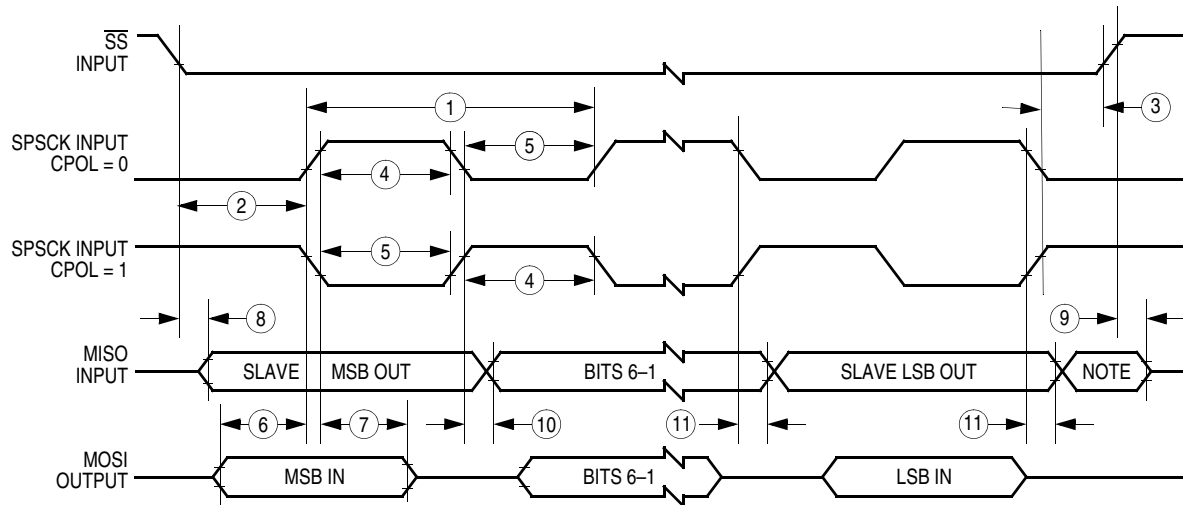 SS
INPUT
1
3
SPSCK INPUT
CPOL = 0
5
4
2
SPSCK INPUT
CPOL = 1
5
4
8
9
MISO
INPUT
SLAVE MSB OUT
BITS 6–1
SLAVE LSB OUT
NOTE
6
7
10
11
11
MOSI
OUTPUT
MSB IN
BITS 6–1
LSB IN